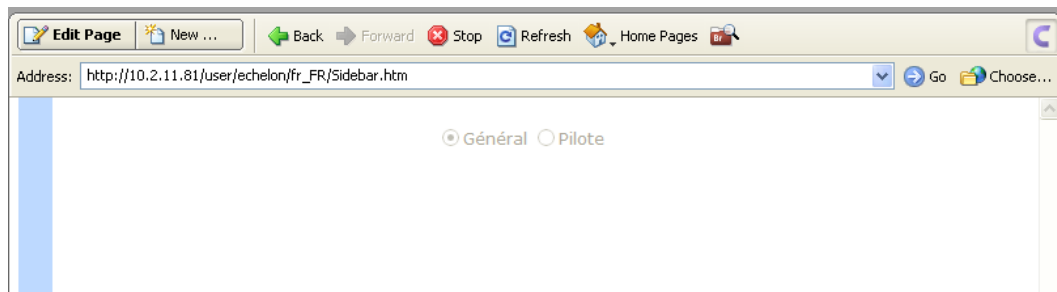 Edit Page New ... Back Forward Stop Refresh Home Pages Br
Address: http://10.2.11.81/user/echelon/fr_FR/Sidebar.htm Go Choose...
Général Pilote